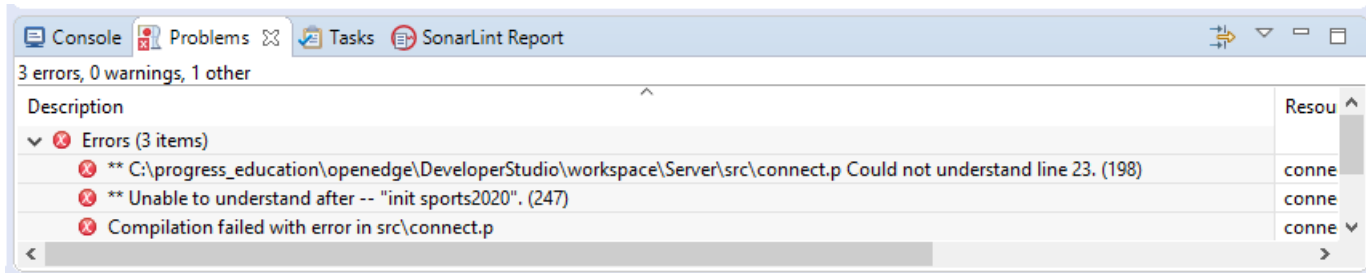 Console Problems Tasks SonarLint Report
3 errors, 0 warnings, 1 other
Description Resou
Errors (3 items)
** C:\progress_education\openedge\DeveloperStudio\workspace\Server\src\connect.p Could not understand line 23. (198) conne
** Unable to understand after -- "init sports2020". (247) conne
Compilation failed with error in src\connect.p conne